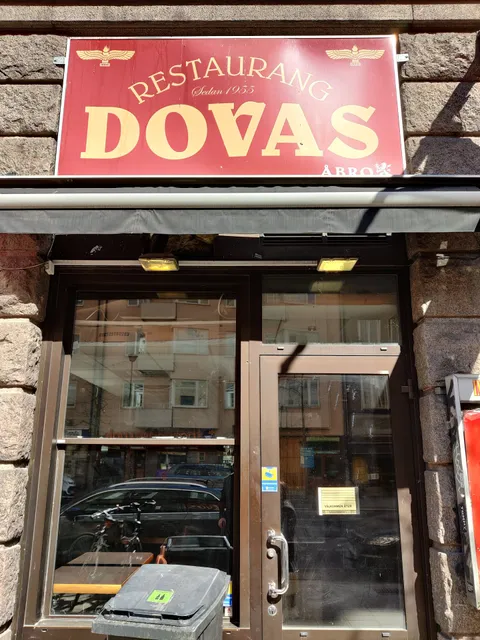 RESTAURANG
Sedan 1955
DOVAS
ÅBRO